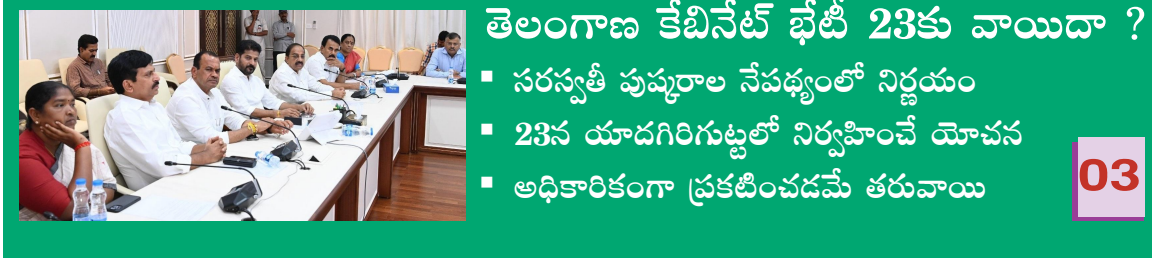 తెలంగాణ కేబినేట్ భేటీ 23కు వాయిదా ?
▪ సరస్వతీ పుష్కరాల నేపథ్యంలో నిర్ణయం
▪ 23న యాదగిరిగుట్టలో నిర్వహించే యోచన
▪ అధికారికంగా ప్రకటించడమే తరువాయి
03